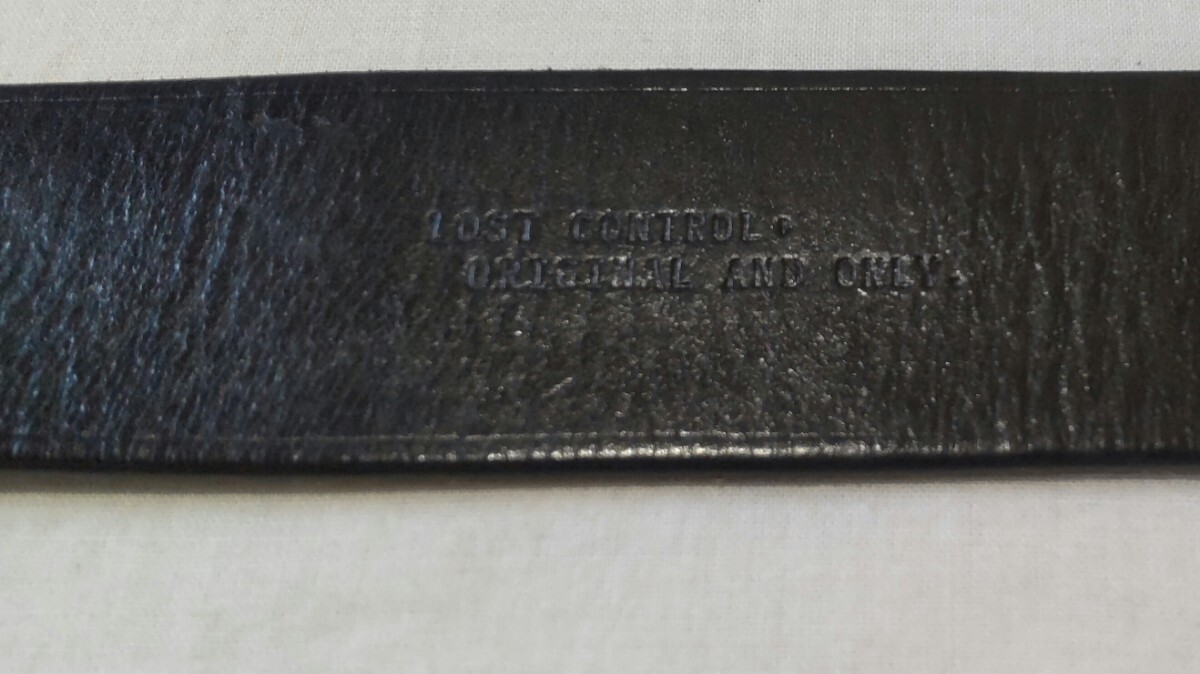 LOST CONTROL.
ORIGINAL AND ONLY.